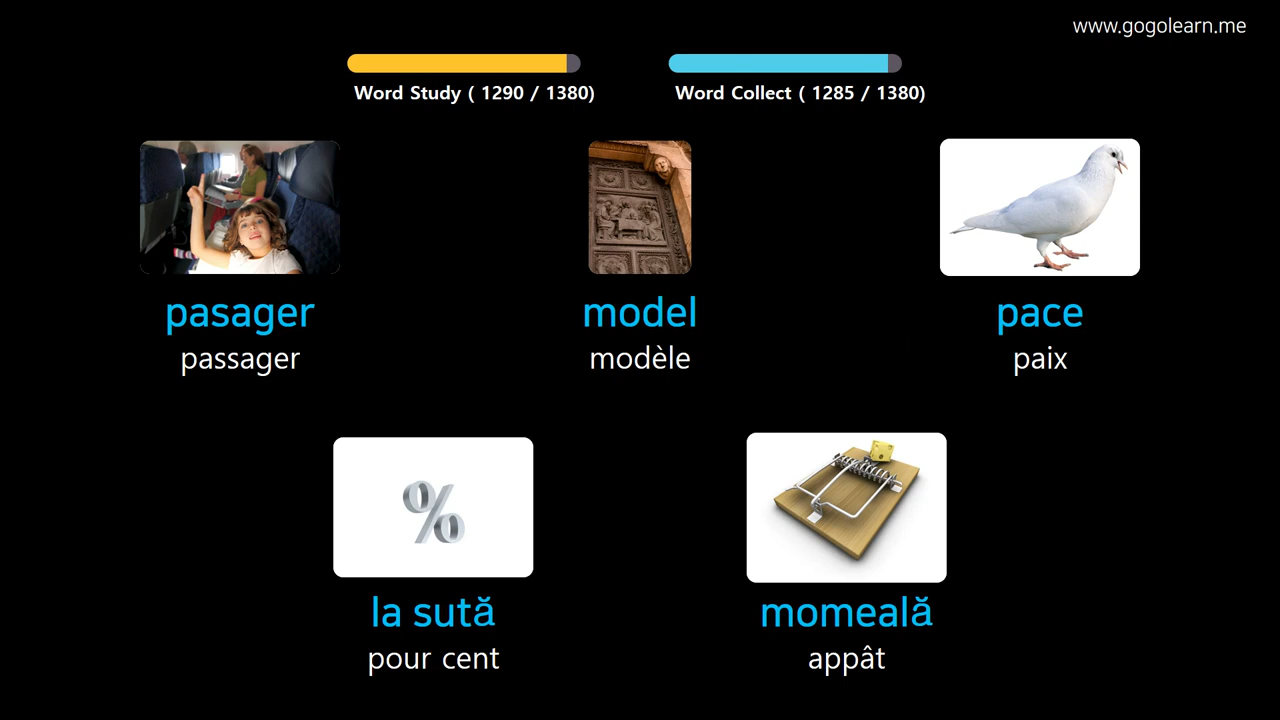 www.gogolearn.me
Word Study ( 1290 / 1380)
Word Collect ( 1285 / 1380)
pasager
passager
model
modèle
pace
paix
%
la sută
pour cent
momeală
appât